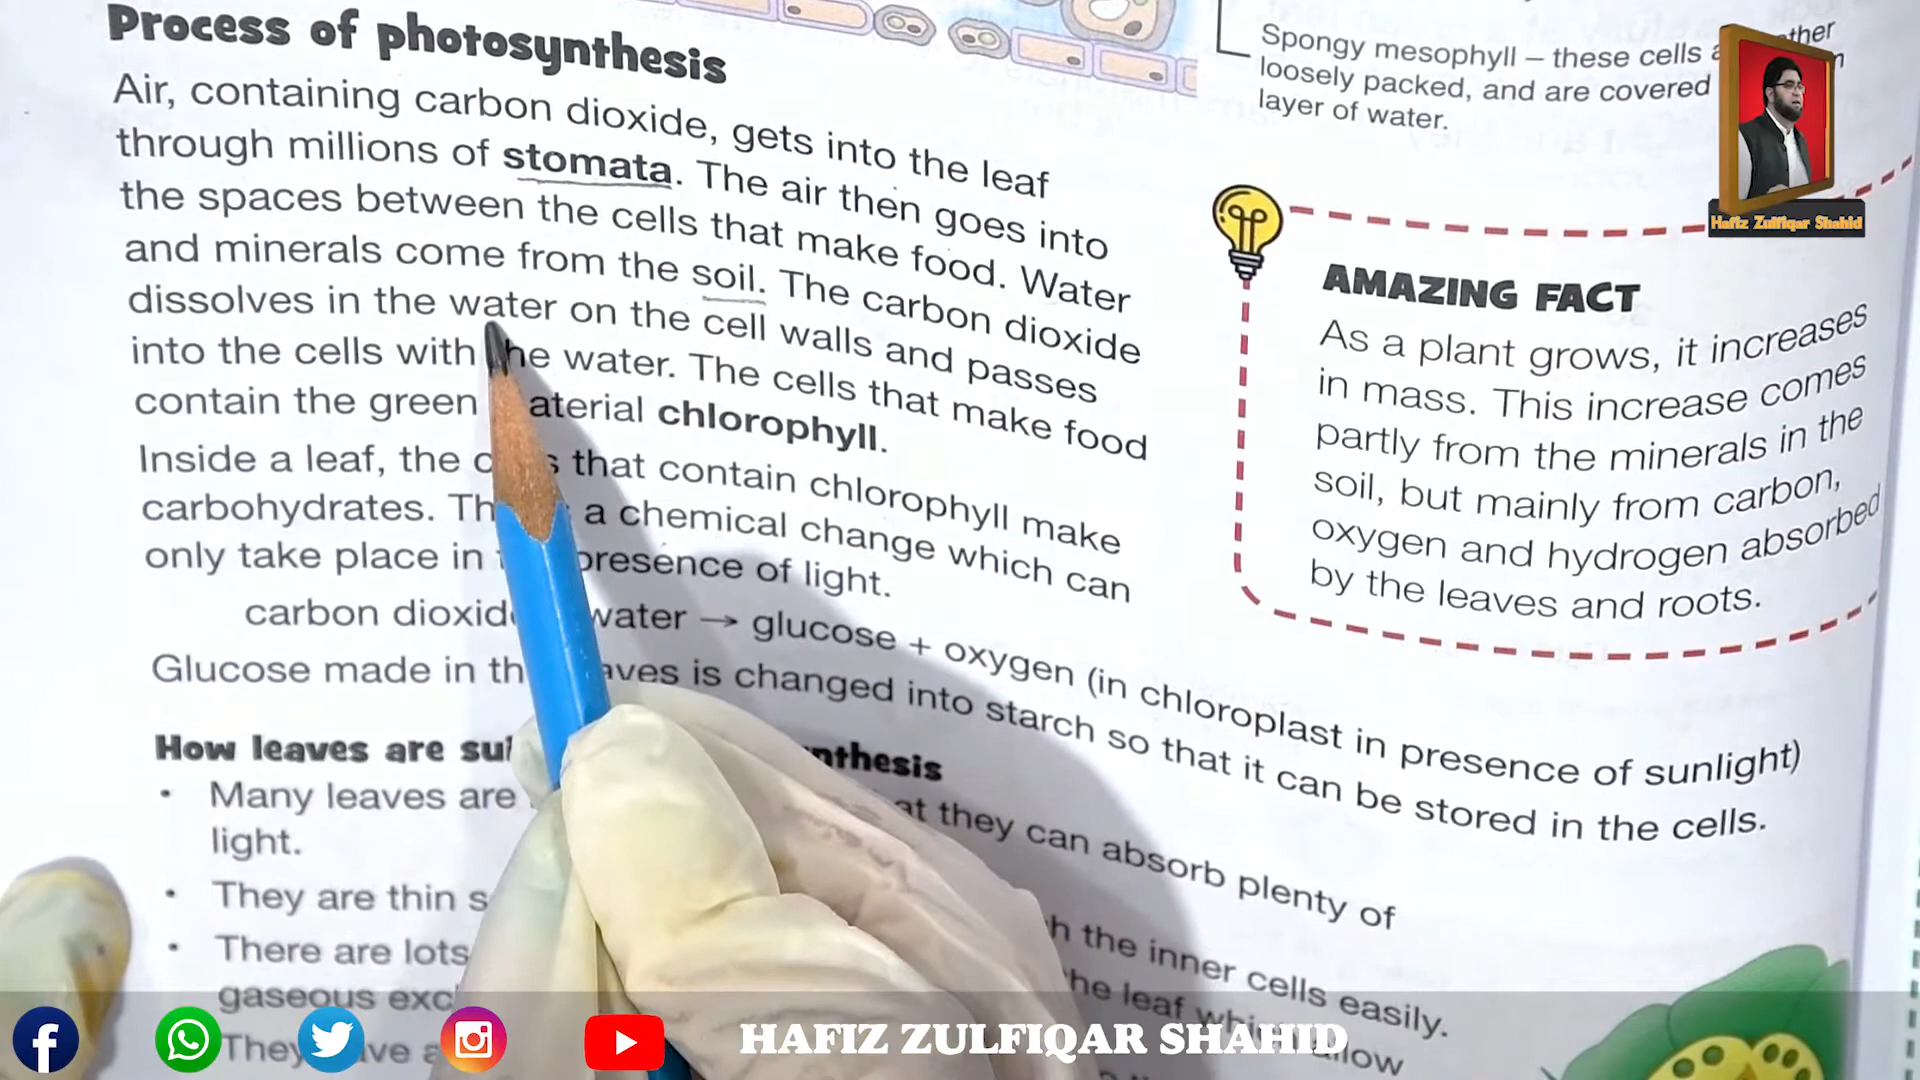 Process of photosynthesis
Air, containing carbon dioxide, gets into the leaf
through millions of stomata. The air then goes into
the spaces between the cells that make food. Water
and minerals come from the soil. The carbon dioxide
dissolves in the water on the cell walls and passes
into the cells with he water. The cells that make food
contain the green aterial chlorophyll.
Inside a leaf, the that contain chlorophyll make
carbohydrates. a chemical change which can
only take place in presence of light.
carbon dioxid water → glucose + oxygen (in chloroplast in presence of sunlight)
Glucose made in th aves is changed into starch so that it can be stored in the cells.
How leaves are sui nthesis
Many leaves are at they can absorb plenty of
light.
They are thin s h the inner cells easily.
There are lots he leaf whi llow
gaseous exc
They ve a
Spongy mesophyll – these cells a ther
loosely packed, and are covered
layer of water.
Hafiz Zulfiqar Shahid
AMAZING FACT
As a plant grows, it increases
in mass. This increase comes
partly from the minerals in the
soil, but mainly from carbon,
oxygen and hydrogen absorbed
by the leaves and roots.
HAFIZ ZULFIQAR SHAHID